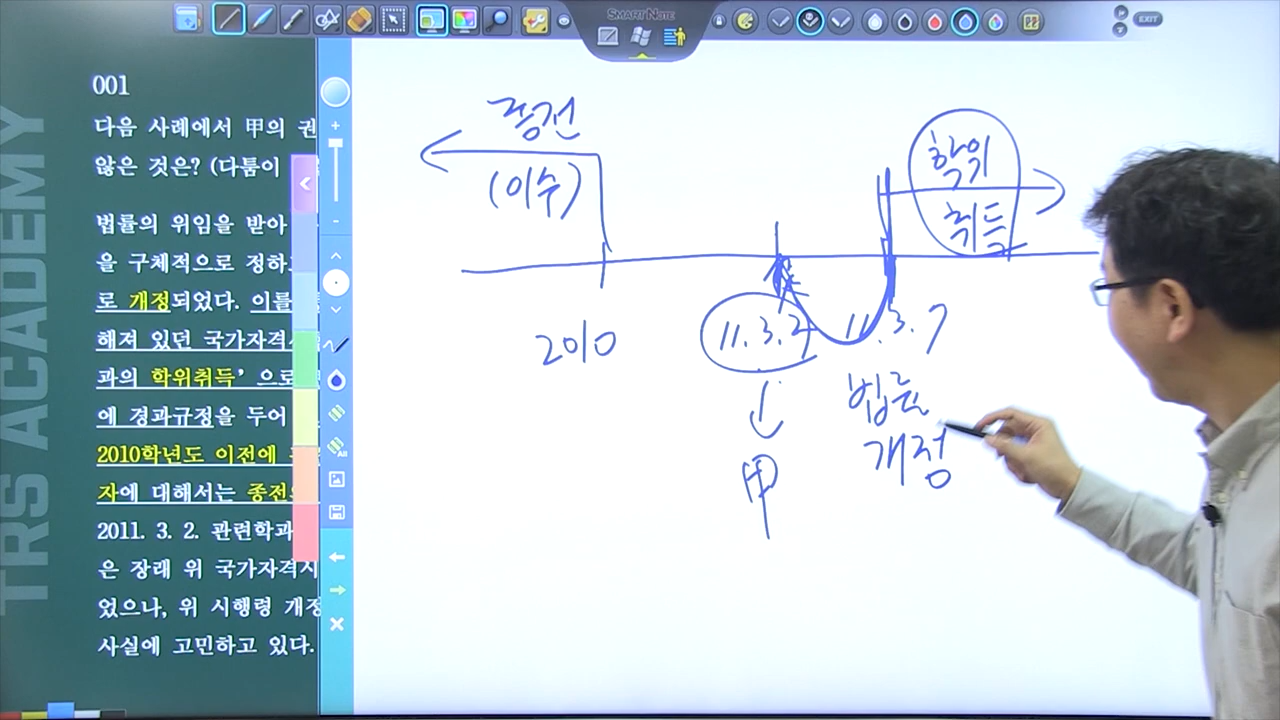 SMART NOTE
EXIT
TRS ACADEMY
001
다음 사례에서 甲의 권
않은 것은? (다툼이
법률의 위임을 받아
을 구체적으로 정하고
로 개정되었다. 이를
해져 있던 국가자격시
과의 학위취득’ 으로
에 경과규정을 두어
2010학년도 이전에
자에 대해서는 종전
2011. 3. 2. 관련학과
은 장래 위 국가자격시
었으나, 위 시행령 개정
사실에 고민하고 있다.
All
종전
(이수)
학위
취득
2010
11. 3. 2
11. 3. 7
법률
개정
甲